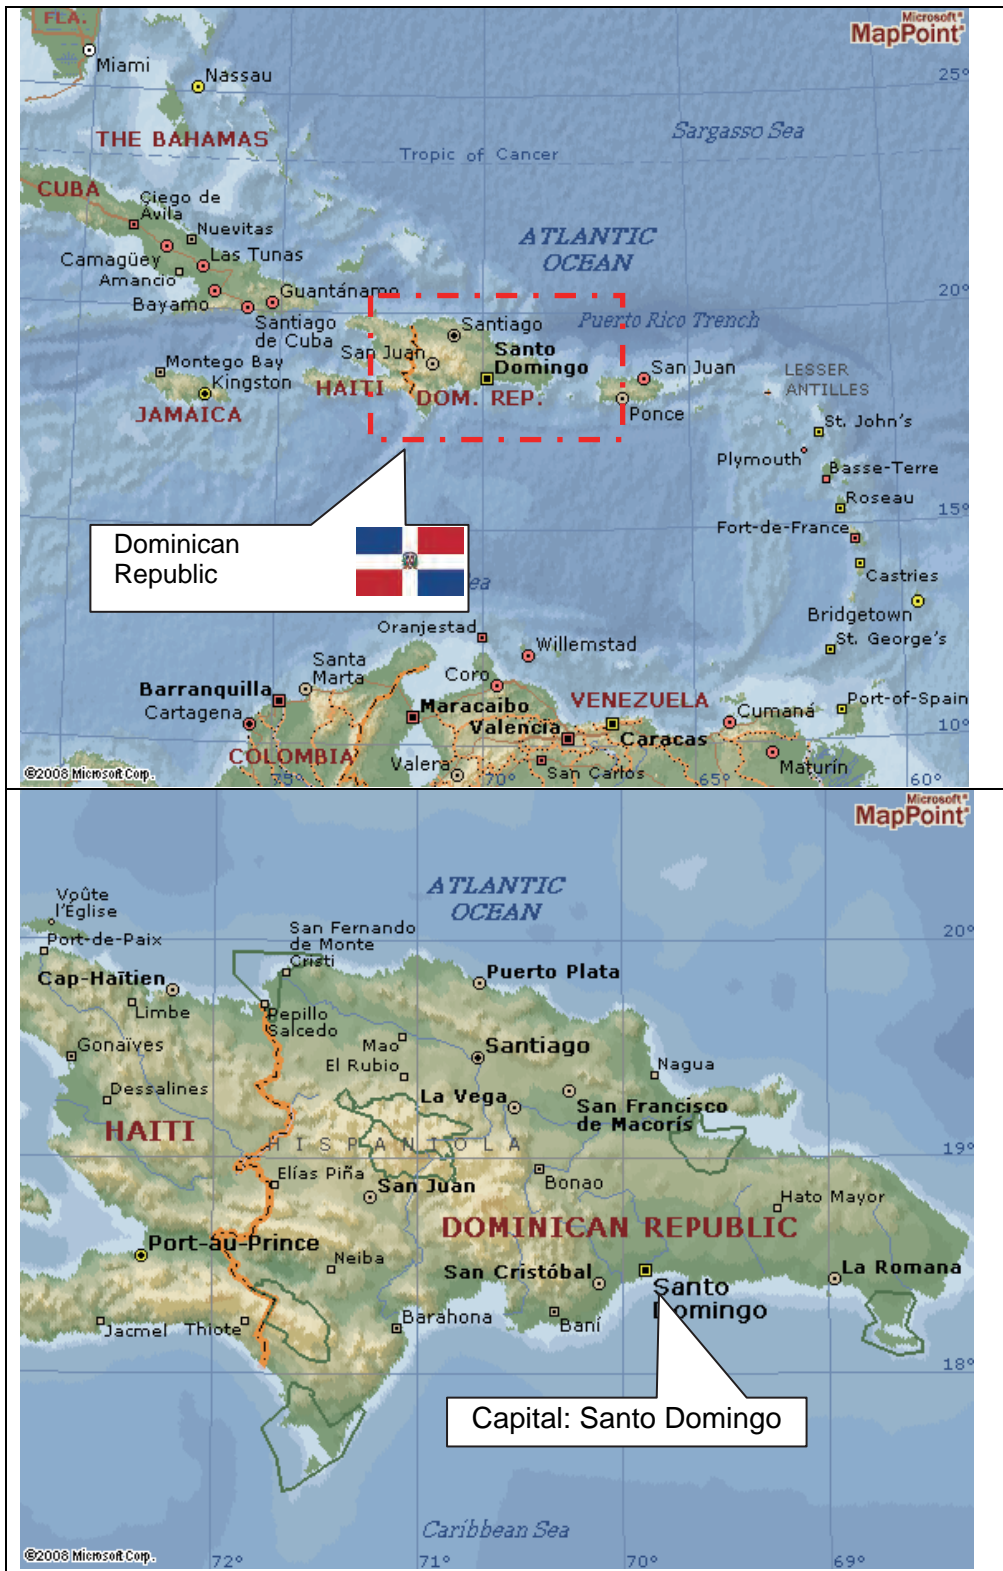 FLA.
Microsoft®
MapPoint®
Miami
Nassau
25°
THE BAHAMAS
Sargasso Sea
Tropic of Cancer
CUBA
Ciego de
Ávila
Nuevitas
Camagüey
Las Tunas
ATLANTIC
OCEAN
Amancio
Guantánamo
20°
Bayamo
Santiago
de Cuba
Santiago
Puerto Rico Trench
Montego Bay
San Juan
Santo
Domingo
San Juan
LESSER
ANTILLES
Kingston
HAITI
DOM. REP.
JAMAICA
Ponce
St. John's
Plymouth
Basse-Terre
Roseau
15°
Fort-de-France
Dominican
Republic
Castries
Bridgetown
Oranjestad
Willemstad
St. George's
Santa
Marta
Coro
Barranquilla
VENEZUELA
Port-of-Spain
Cartagena
Maracaibo
Cumaná
Valencia
Caracas
10°
COLOMBIA
Valera
San Carlos
Maturín
©2008 Microsoft Corp.
75°
70°
65°
60°
Microsoft®
MapPoint®
ATLANTIC
OCEAN
Voûte
l'Église
Port-de-Paix
San Fernando
de Monte
Cristi
20°
Cap-Haïtien
Puerto Plata
Limbe
Pepillo
Salcedo
Gonaïves
Mao
Santiago
El Rubio
Nagua
Dessalines
La Vega
San Francisco
de Macorís
HAITI
HISPANIOLA
19°
Elías Piña
San Juan
Bonao
Hato Mayor
DOMINICAN REPUBLIC
Port-au-Prince
Neiba
San Cristóbal
La Romana
Santo
Domingo
Jacmel
Thiote
Barahona
Baní
18°
Capital: Santo Domingo
Caribbean Sea
©2008 Microsoft Corp.
72°
71°
70°
69°